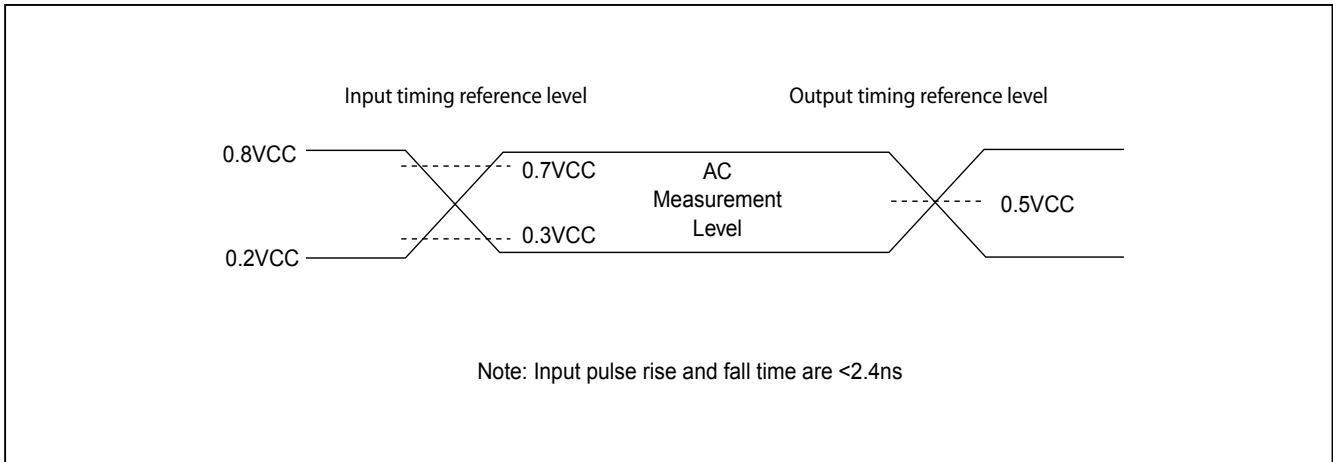 Input timing reference level
Output timing reference level
0.8VCC
0.7VCC
AC
Measurement
Level
0.5VCC
0.3VCC
0.2VCC
Note: Input pulse rise and fall time are <2.4ns